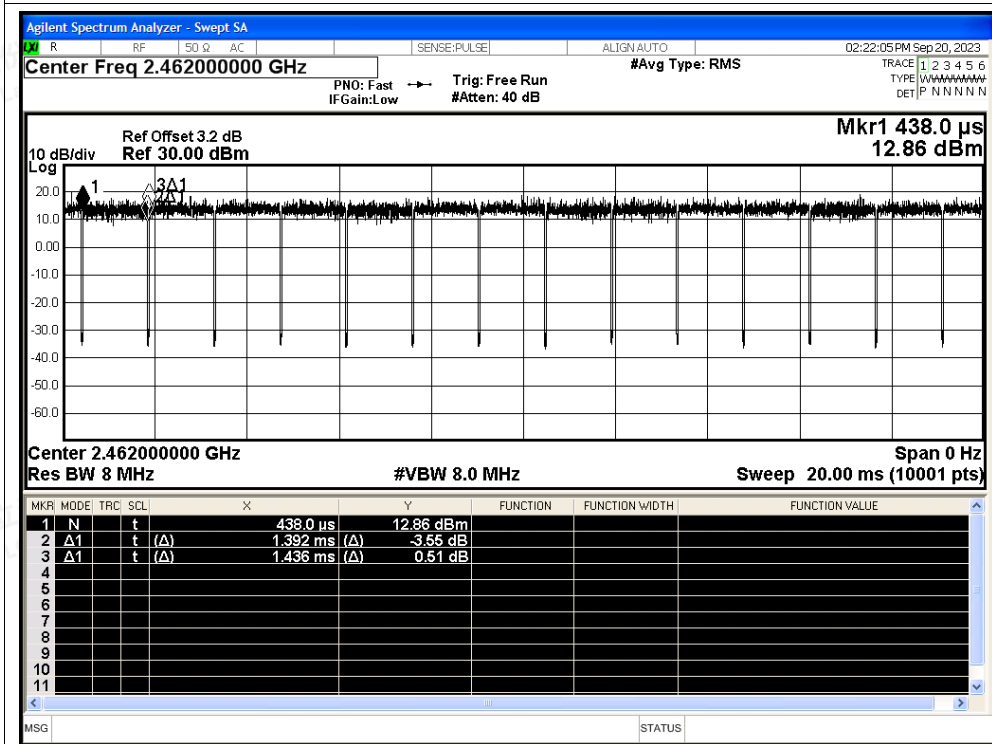 Agilent Spectrum Analyzer - Swept SA
LXI R RF 50 Ω AC SENSE:PULSE ALIGN AUTO 02:22:05 PM Sep 20, 2023
Center Freq 2.462000000 GHz #Avg Type: RMS TRACE 1 2 3 4 5 6
PNO: Fast Trig: Free Run TYPE
IFGain:Low #Atten: 40 dB DET P N N N N N
Mkr1 438.0 µs
Ref Offset 3.2 dB
10 dB/div Ref 30.00 dBm 12.86 dBm
Log
1 3Δ1
2Δ1
20.0
10.0
0.00
-10.0
-20.0
-30.0
-40.0
-50.0
-60.0
Center 2.462000000 GHz Span 0 Hz
Res BW 8 MHz #VBW 8.0 MHz Sweep 20.00 ms (10001 pts)
MKR MODE TRC SCL X Y FUNCTION FUNCTION WIDTH FUNCTION VALUE
1 N t 438.0 µs 12.86 dBm
2 Δ1 t (Δ) 1.392 ms (Δ) -3.55 dB
3 Δ1 t (Δ) 1.436 ms (Δ) 0.51 dB
4
5
6
7
8
9
10
11
MSG STATUS